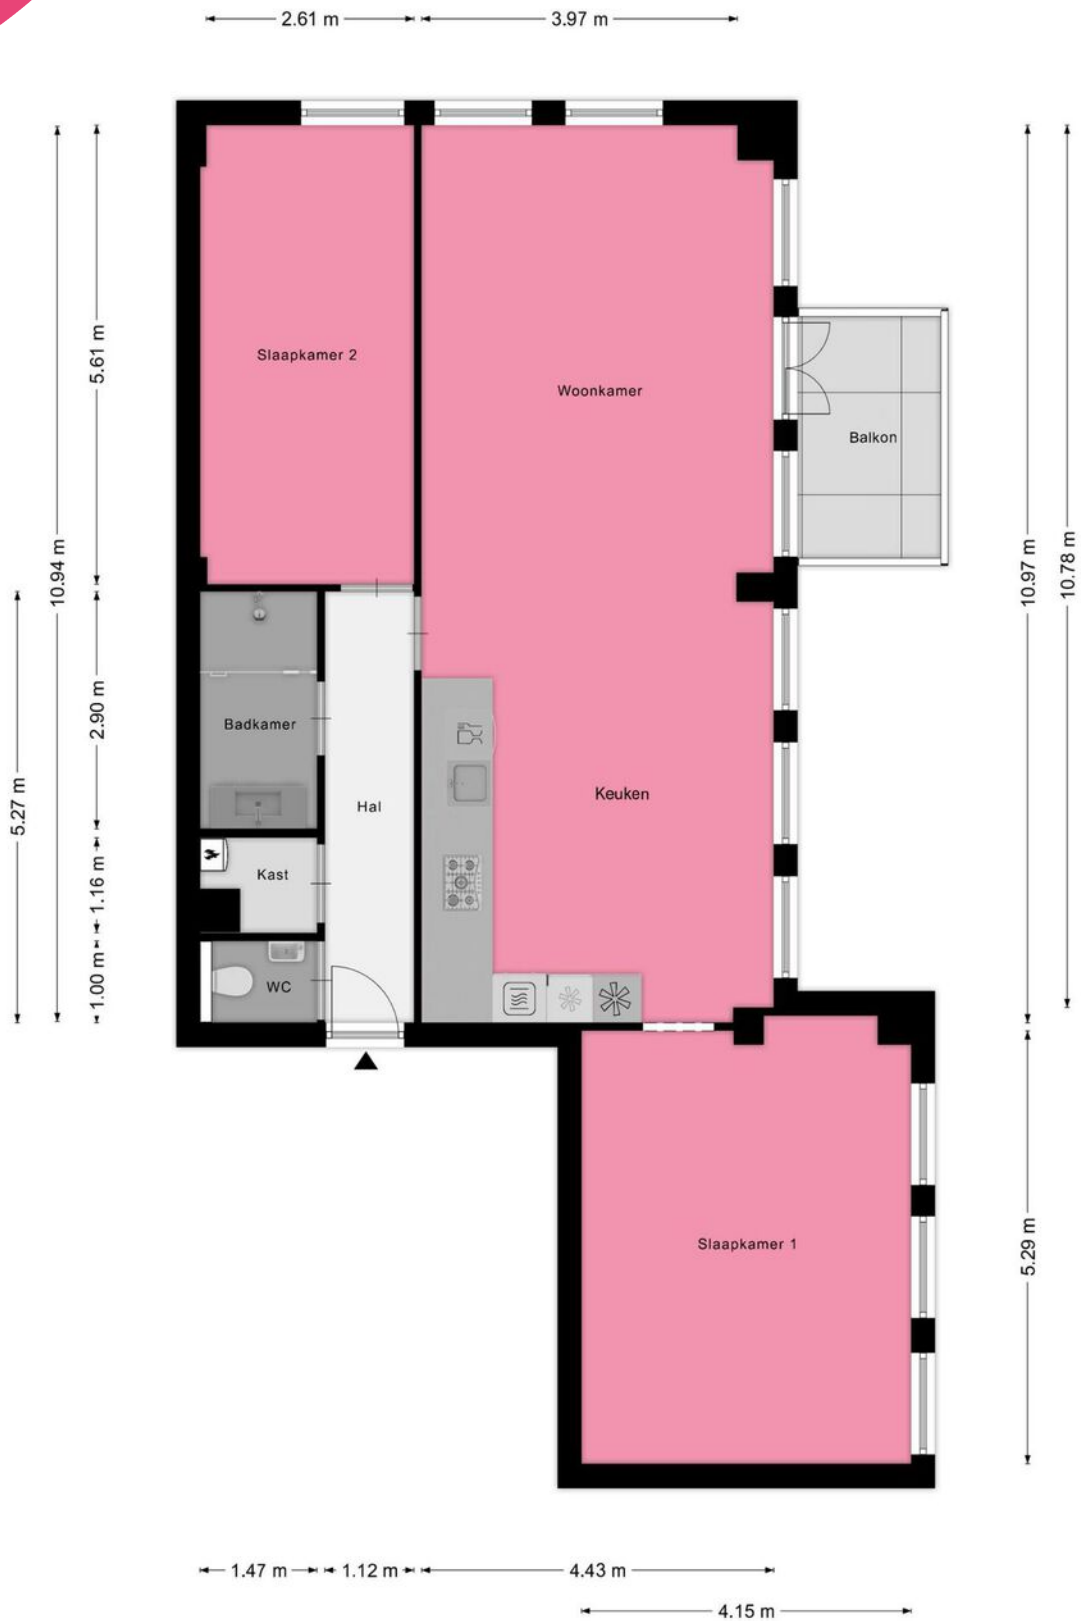 2.61 m
3.97 m
5.61 m
10.94 m
5.27 m
2.90 m
1.16 m
1.00 m
Slaapkamer 2
Woonkamer
Balkon
Badkamer
Hal
Keuken
Kast
WC
10.97 m
10.78 m
Slaapkamer 1
5.29 m
1.47 m
1.12 m
4.43 m
4.15 m